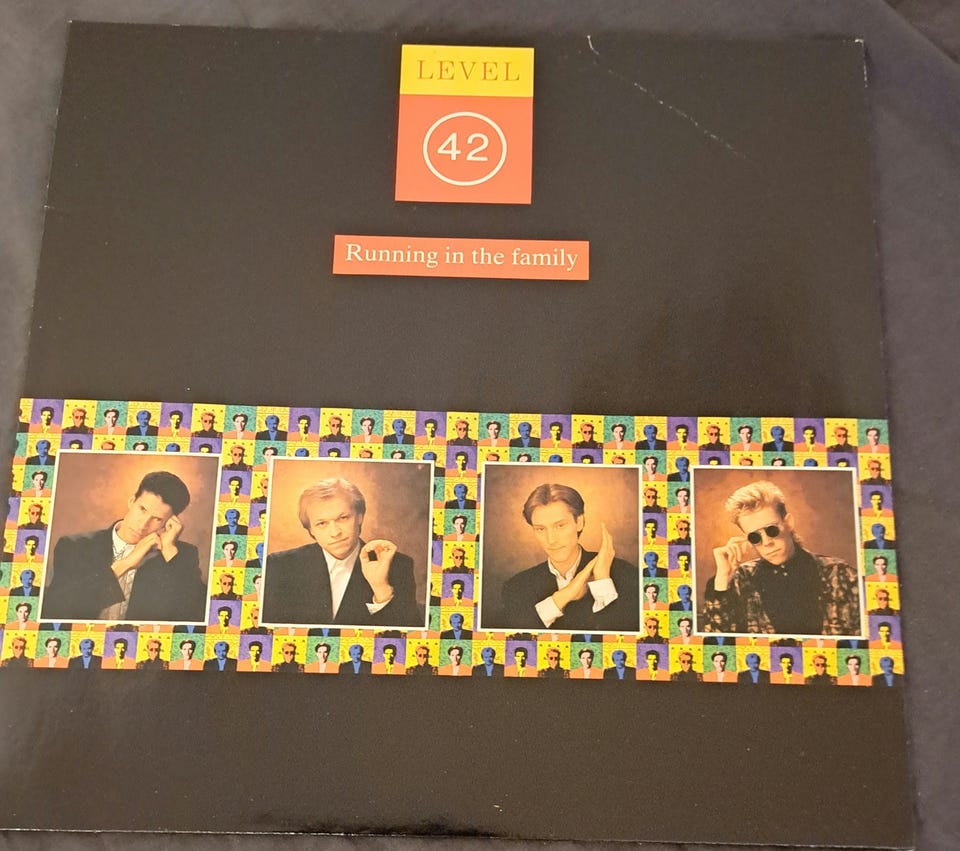 LEVEL
42
Running in the family